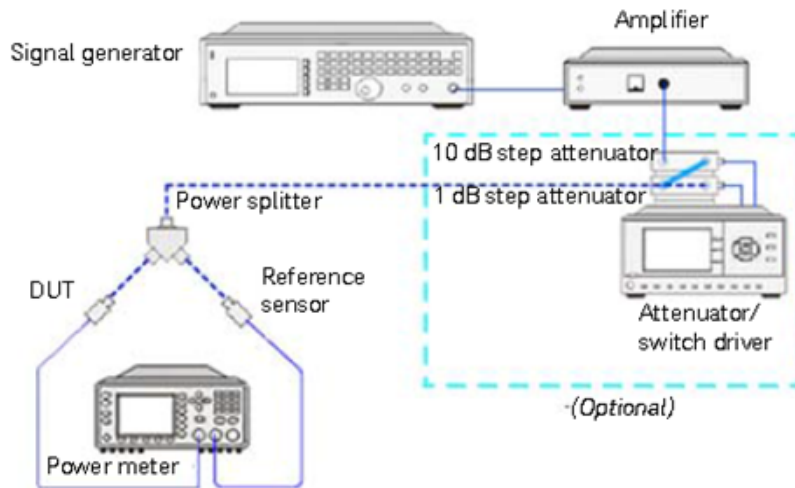 Amplifier
Signal generator
10 dB step attenuator
1 dB step attenuator
Power splitter
DUT
Reference
sensor
Attenuator/
switch driver
-(Optional)
Power meter